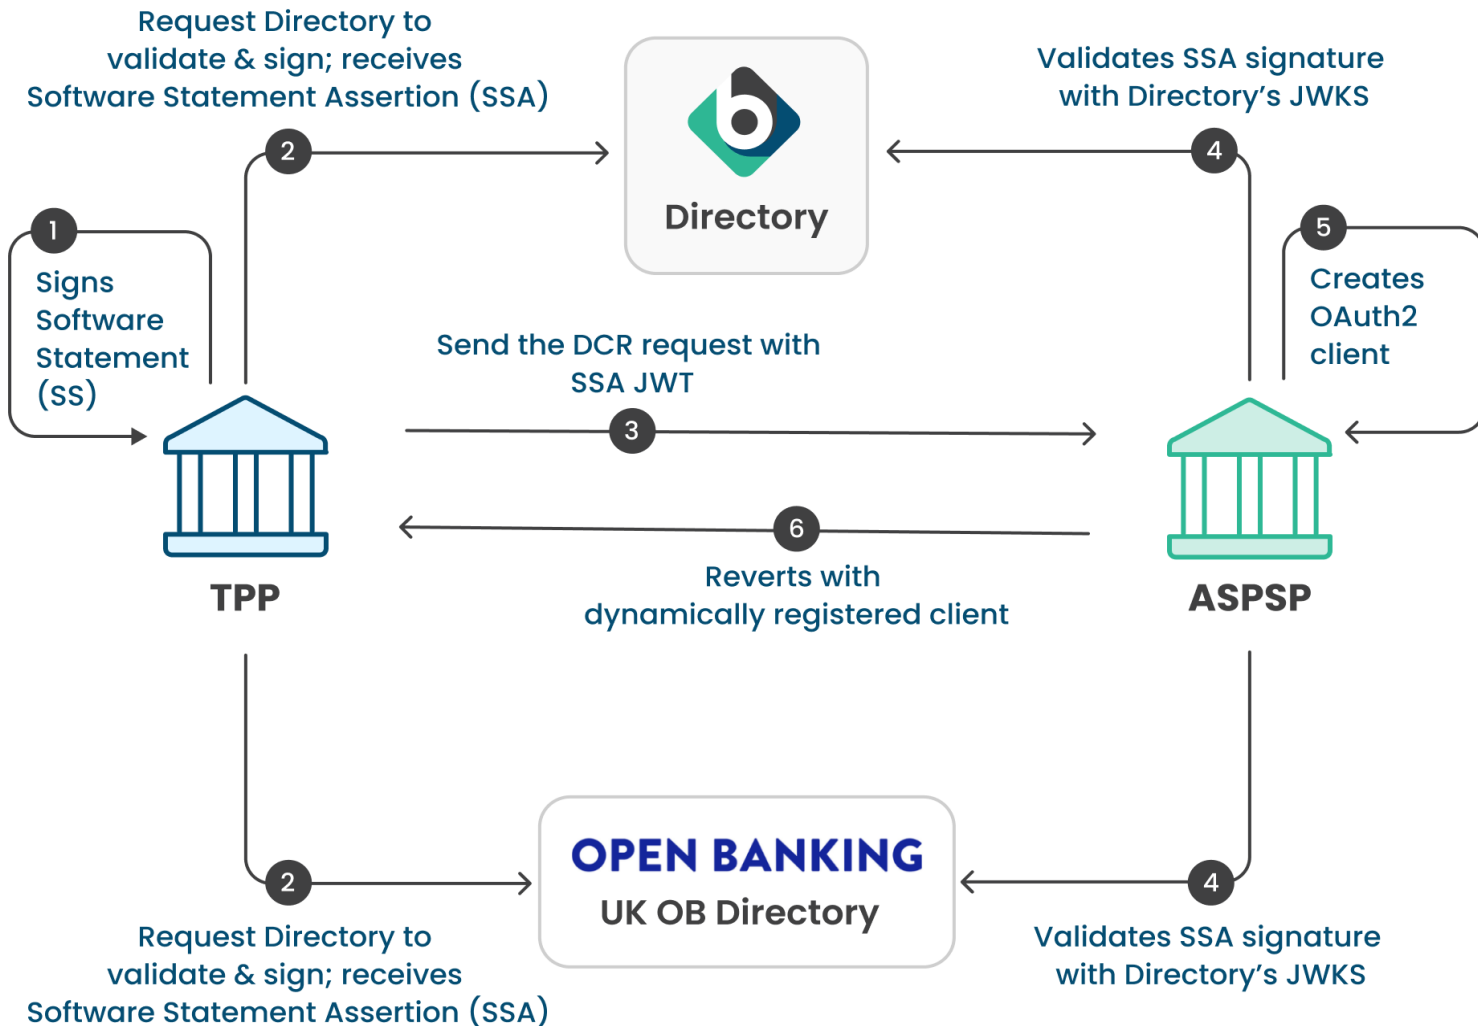 Request Directory to
validate & sign; receives
Software Statement Assertion (SSA)
Validates SSA signature
with Directory's JWKS
2
4
b
Directory
1
5
Signs
Software
Statement
(SS)
Creates
OAuth2
client
Send the DCR request with
SSA JWT
3
6
Reverts with
dynamically registered client
TPP
ASPSP
OPEN BANKING
UK OB Directory
2
4
Request Directory to
validate & sign; receives
Software Statement Assertion (SSA)
Validates SSA signature
with Directory's JWKS